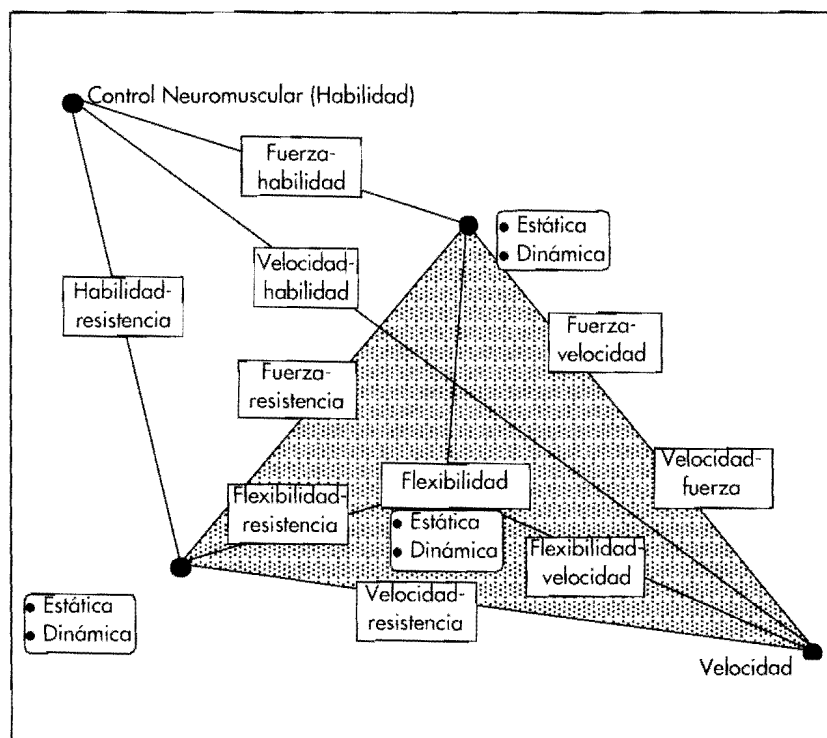 Control Neuromuscular (Habilidad)
Fuerza-
habilidad
• Estática
• Dinámica
Velocidad-
habilidad
Habilidad-
resistencia
Fuerza-
velocidad
Fuerza-
resistencia
Velocidad-
fuerza
Flexibilidad
Flexibilidad-
resistencia
• Estática
• Dinámica
Flexibilidad-
velocidad
Velocidad-
resistencia
• Estática
• Dinámica
Velocidad